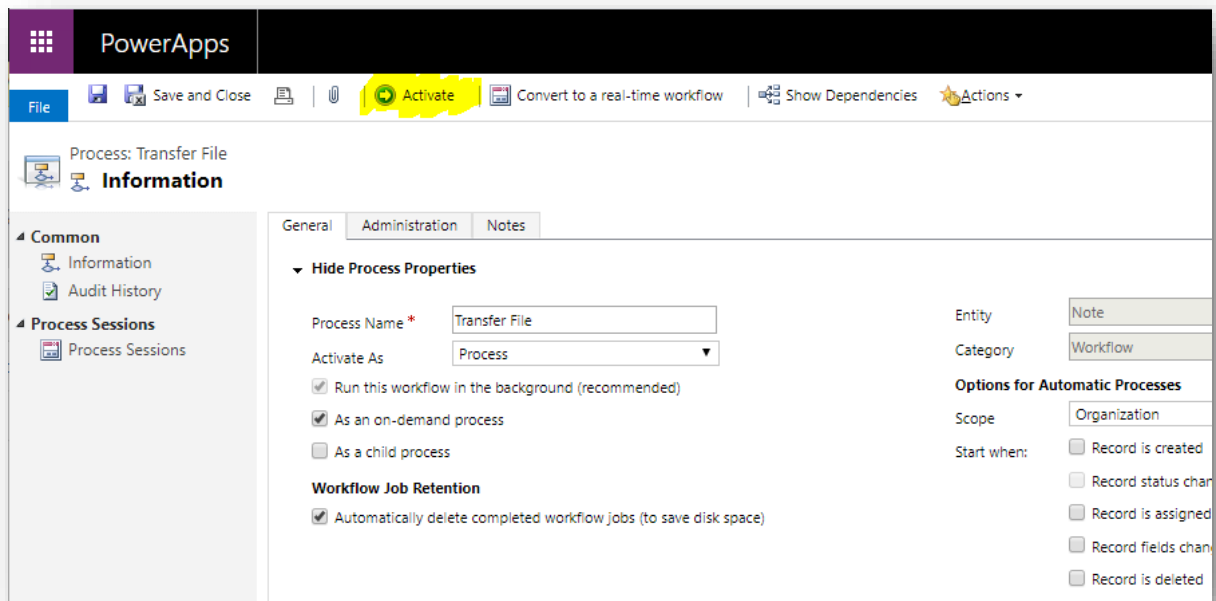 PowerApps
File Save and Close Activate Convert to a real-time workflow Show Dependencies Actions
Process: Transfer File
Information
Common
Information
Audit History
Process Sessions
Process Sessions
General Administration Notes
Hide Process Properties
Process Name * Transfer File
Activate As Process
Run this workflow in the background (recommended)
As an on-demand process
As a child process
Workflow Job Retention
Automatically delete completed workflow jobs (to save disk space)
Entity Note
Category Workflow
Options for Automatic Processes
Scope Organization
Start when: Record is created
Record status
Record is assigned
Record fields
Record is deleted